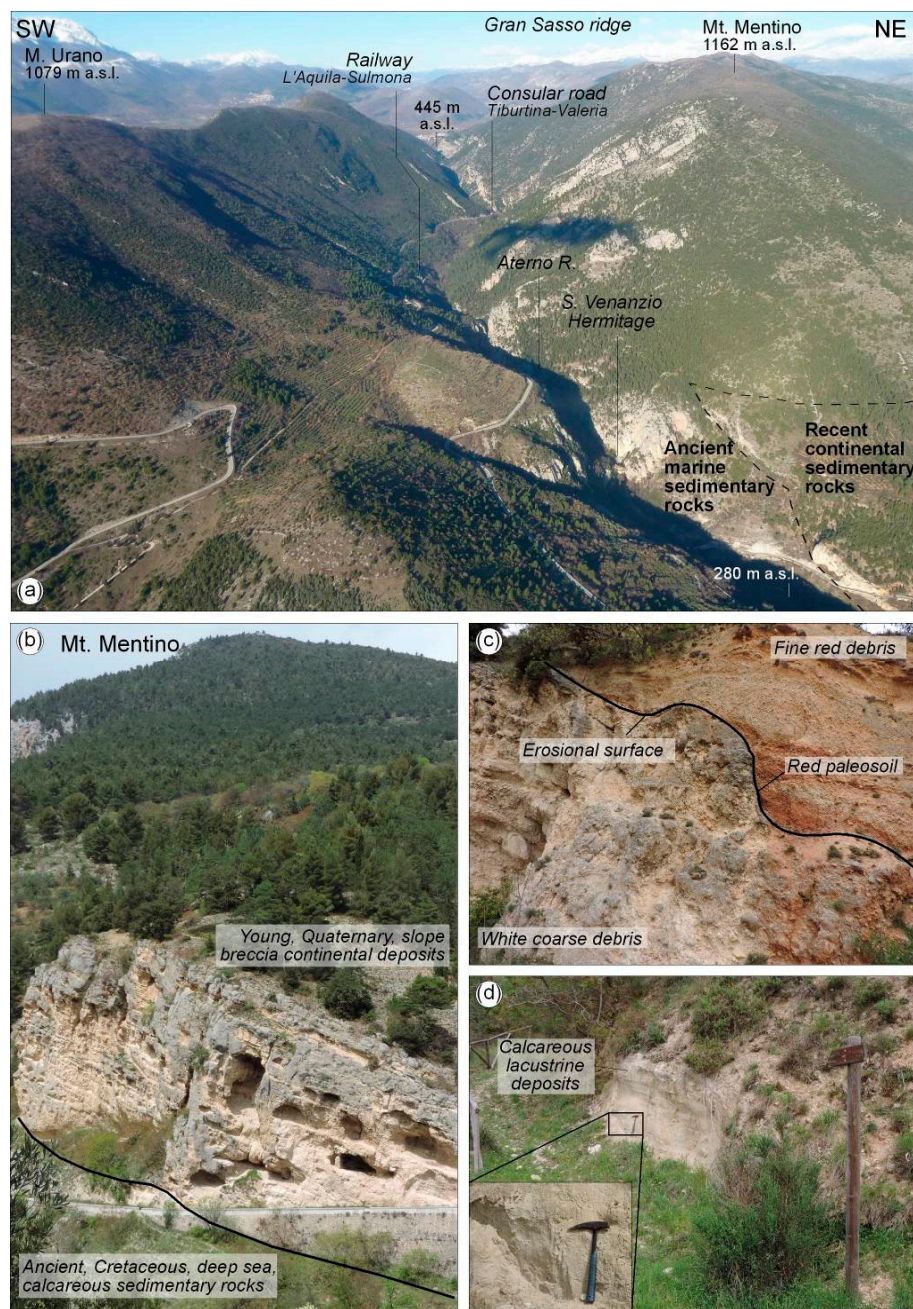 SW
Gran Sasso ridge
Mt. Mentino
1162 m a.s.l.
NE
M. Urano
1079 m a.s.l.
Railway
L'Aquila-Sulmona
445 m
a.s.l.
Consular road
Tiburtina-Valeria
Aterno R.
S. Venanzio
Hermitage
Ancient
marine
sedimentary
rocks
Recent
continental
sedimentary
rocks
280 m a.s.l.
(a)
(b)
Mt. Mentino
Young, Quaternary, slope
breccia continental deposits
Ancient, Cretaceous, deep sea,
calcareous sedimentary rocks
(c)
Fine red debris
Erosional surface
Red paleosoil
White coarse debris
(d)
Calcareous
lacustrine
deposits